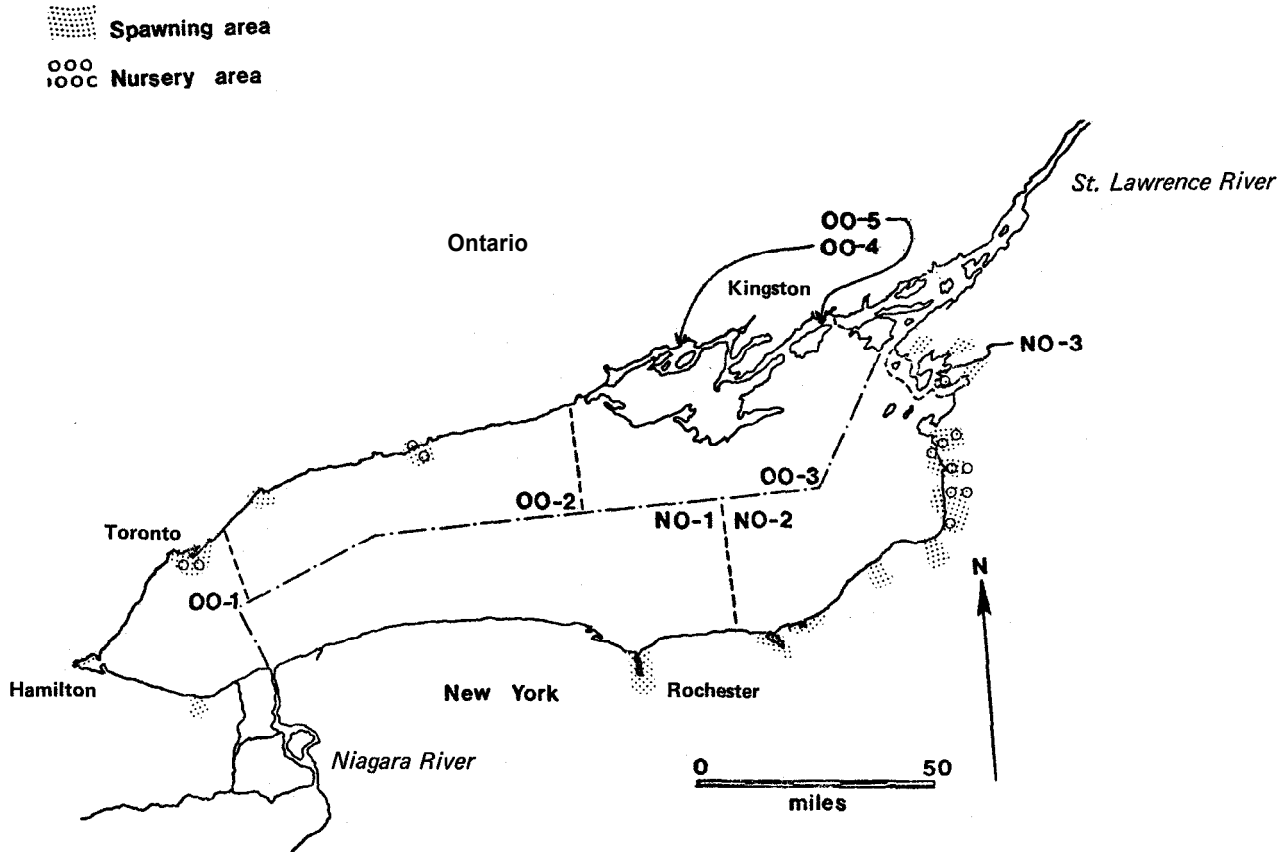 Spawning area
Nursery area
St. Lawrence River
OO-5
OO-4
Ontario
Kingston
NO-3
OO-3
OO-2
NO-1
NO-2
Toronto
N
OO-1
Hamilton
New York
Rochester
Niagara River
0 50
miles